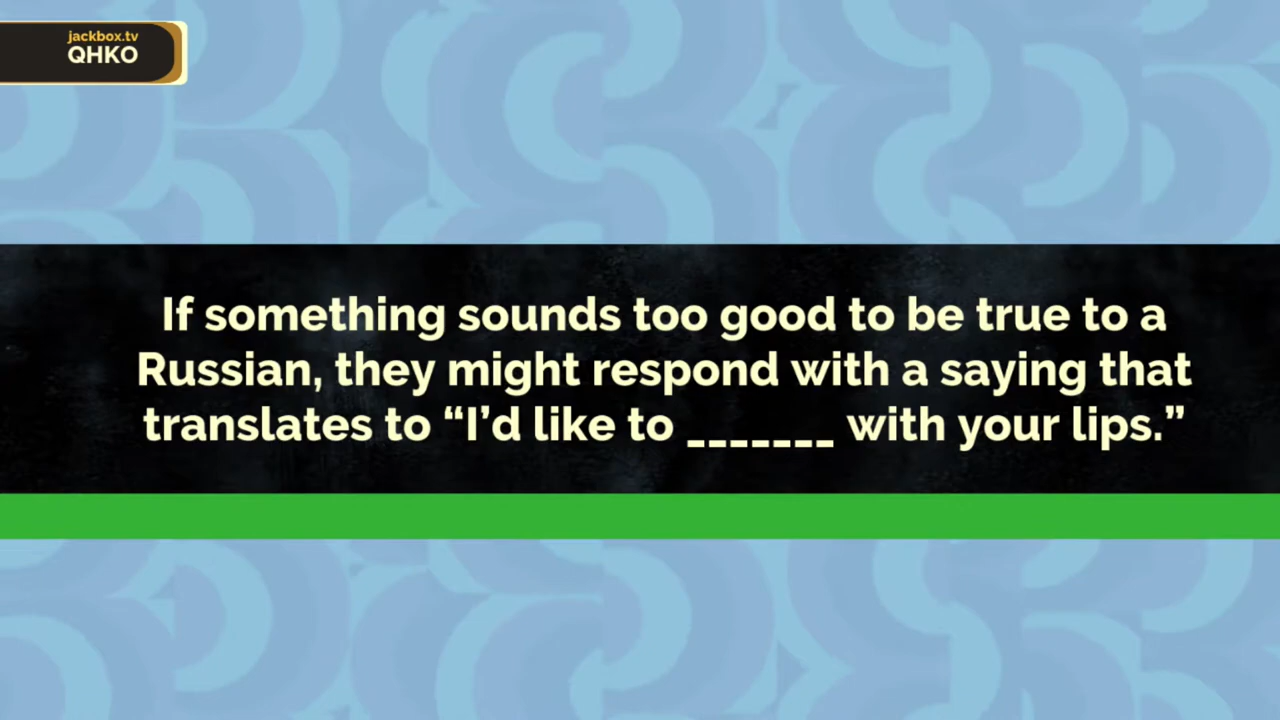 jackbox.tv
QHKO
If something sounds too good to be true to a
Russian, they might respond with a saying that
translates to “I’d like to _______ with your lips.”